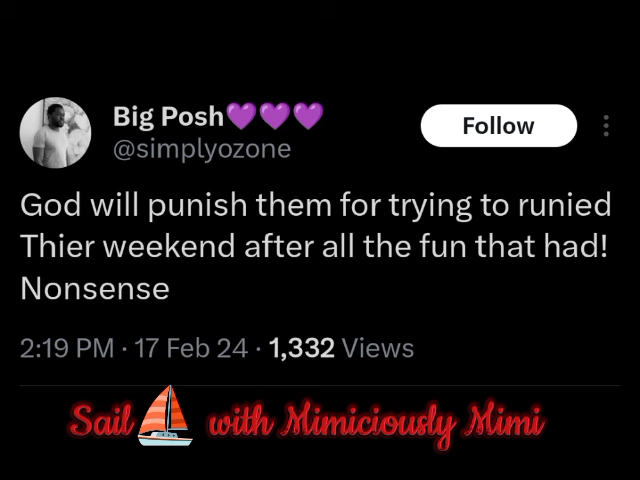 Big Posh💜💜💜
@simplyozone
Follow
God will punish them for trying to runied
Thier weekend after all the fun that had!
Nonsense
2:19 PM · 17 Feb 24 · 1,332 Views
Sail with Mimiciously Mimi